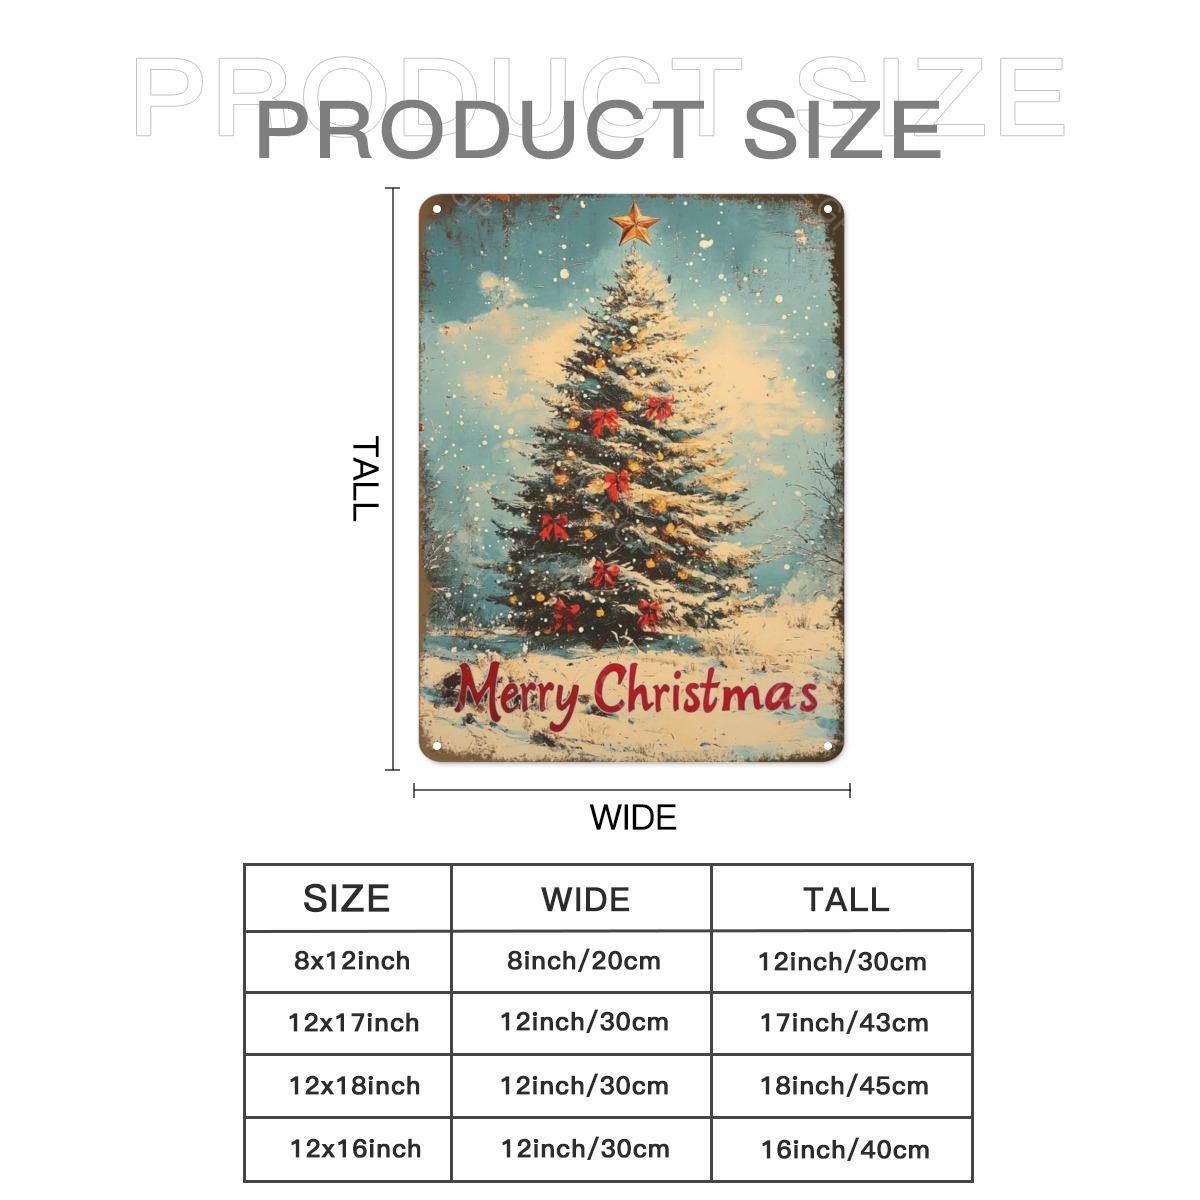 PRODUCT SIZE
PRODUCT SIZE
TALL
Merry Christmas
WIDE
SIZE WIDE TALL
8x12inch 8inch/20cm 12inch/30cm
12x17inch 12inch/30cm 17inch/43cm
12x18inch 12inch/30cm 18inch/45cm
12x16inch 12inch/30cm 16inch/40cm